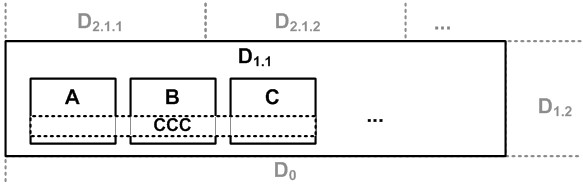 D2.1.1 D2.1.2 ...
D1.1
A B C
D1.2
CCC
...
D0